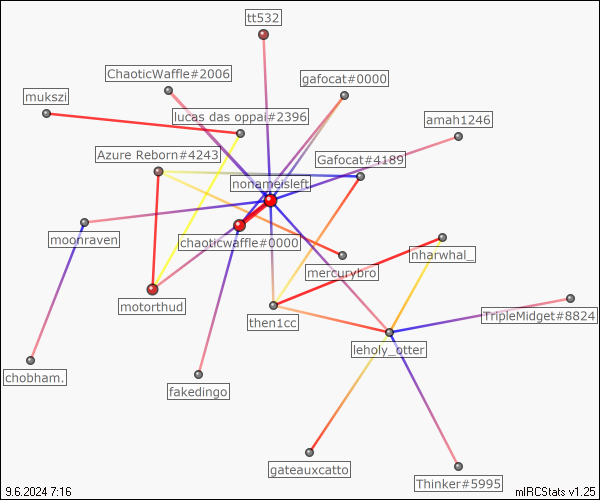 tt532
ChaoticWaffle#2006
gafocat#0000
mukszi
lucas das oppai#2396
amah1246
Azure Reborn#4243
Gafocat#4189
nonameisleft
moonraven
chaoticwaffle#0000
nharwhal_
mercurybro
motorthud
TripleMidget#8824
then1cc
leholy_otter
chobham.
fakedingo
gateauxcatto
Thinker#5995
9.6.2024 7:16
mIRCStats v1.25